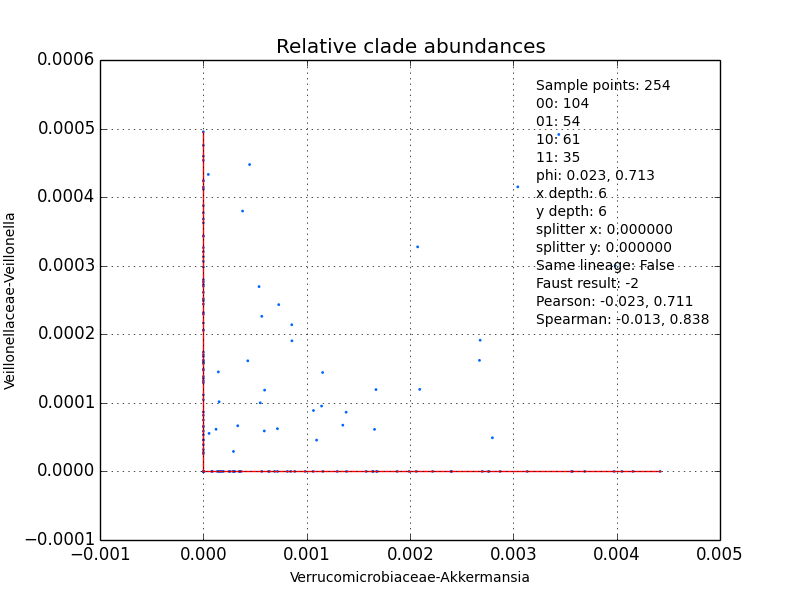 Relative clade abundances
0.0006
0.0005
0.0004
0.0003
0.0002
0.0001
0.0000
−0.0001
Veillonellaceae-Veillonella
Sample points: 254
00: 104
01: 54
10: 61
11: 35
phi: 0.023, 0.713
x depth: 6
y depth: 6
splitter x: 0.000000
splitter y: 0.000000
Same lineage: False
Faust result: -2
Pearson: -0.023, 0.711
Spearman: -0.013, 0.838
−0.001 0.000 0.001 0.002 0.003 0.004 0.005
Verrucomicrobiaceae-Akkermansia